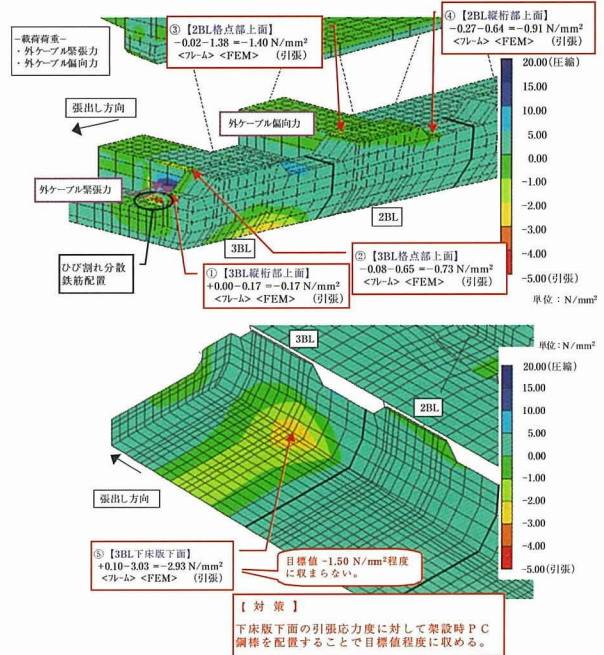 －載荷荷重－
・外ケーブル緊張力
・外ケーブル偏向力
③【2BL格点部上面】
-0.02-1.38 =-1.40 N/mm²
<フレーム> <FEM> (引張)
④【2BL縦桁部上面】
-0.27-0.64 =-0.91 N/mm²
<フレーム> <FEM> (引張)
張出し方向
外ケーブル偏向力
外ケーブル緊張力
2BL
3BL
ひび割れ分散
鉄筋配置
①【3BL縦桁部上面】
+0.00-0.17 =-0.17 N/mm²
<フレーム> <FEM> (引張)
②【3BL格点部上面】
-0.08-0.65 =-0.73 N/mm²
<フレーム> <FEM> (引張)
20.00(圧縮)
15.00
10.00
5.00
0.00
-1.00
-2.00
-3.00
-4.00
-5.00(引張)
単位：N/mm²
3BL
2BL
単位：N/mm²
20.00(圧縮)
15.00
10.00
5.00
0.00
-1.00
-2.00
-3.00
-4.00
-5.00(引張)
張出し方向
⑤【3BL下床版下面】
+0.10-3.03 =-2.93 N/mm²
<フレーム> <FEM> (引張)
目標値 -1.50 N/mm²程度
に収まらない。
【 対 策 】
下床版下面の引張応力度に対して架設時PC
鋼棒を配置することで目標値程度に収める。